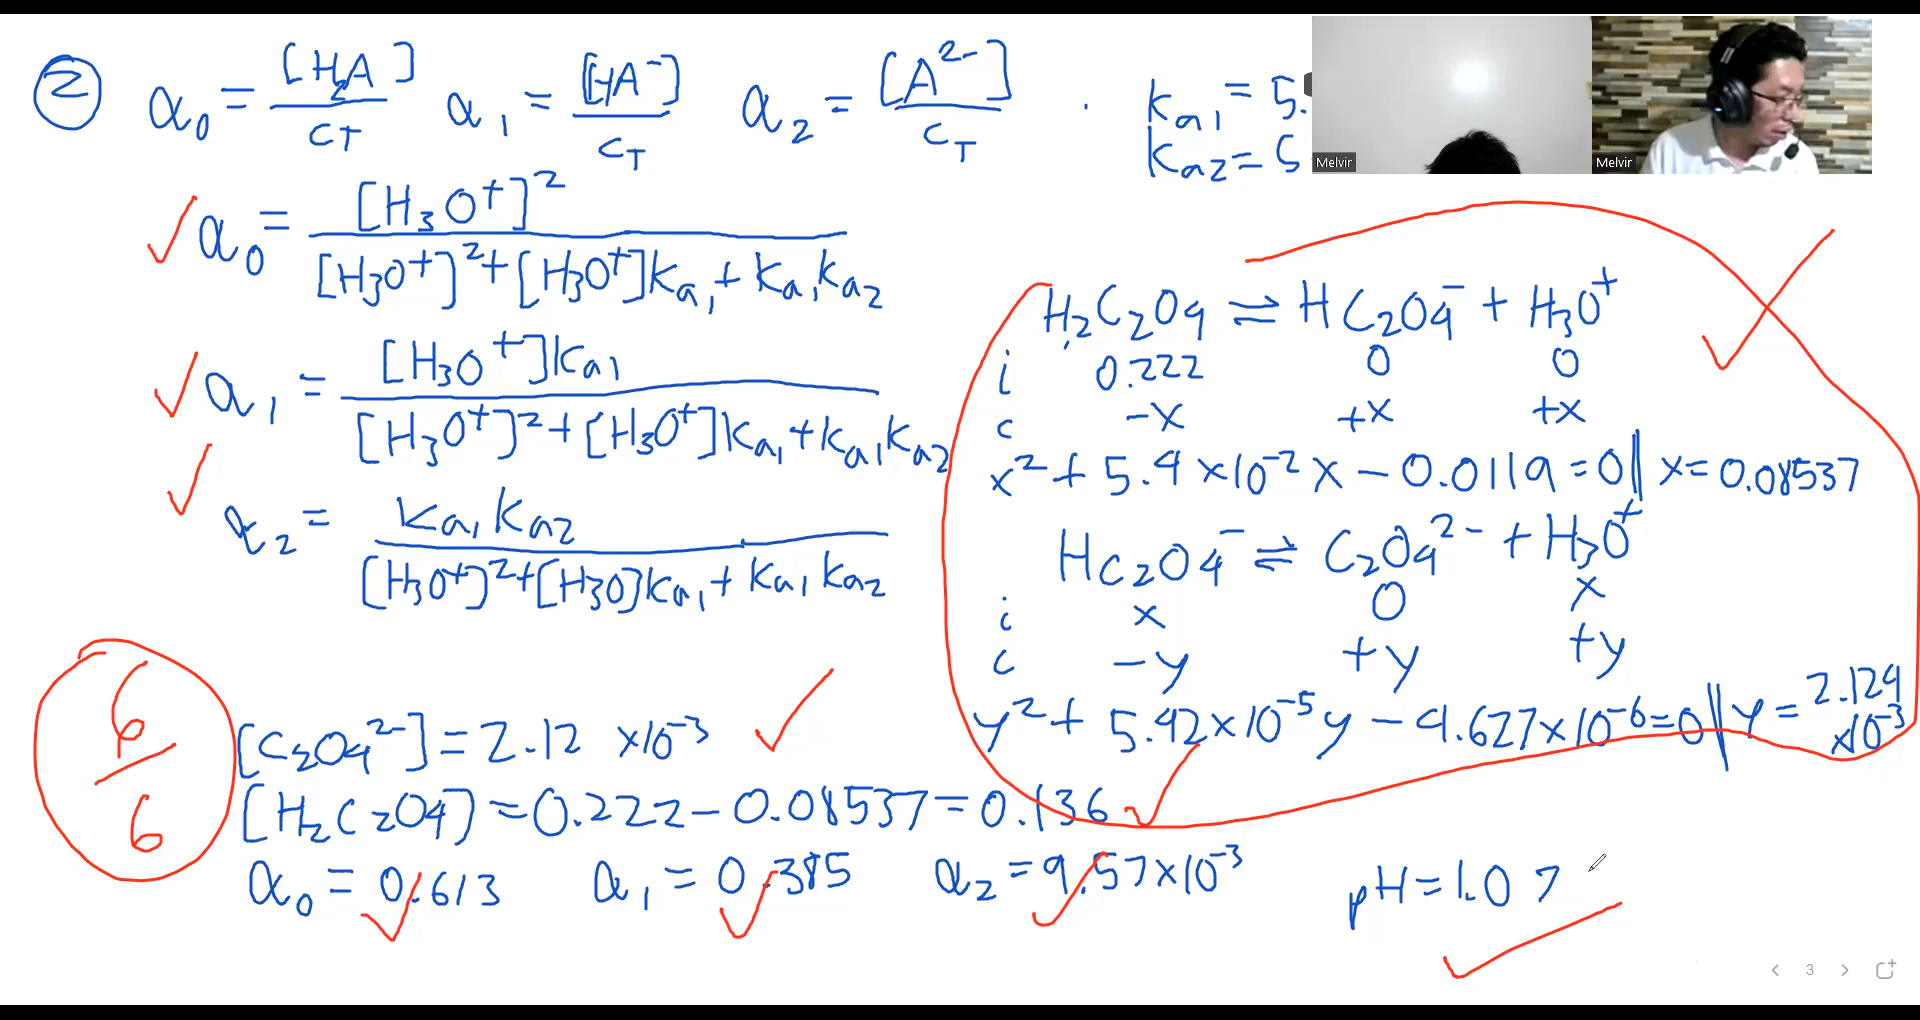 ② α₀ = [H₂A] / C_T   α₁ = [HA⁻] / C_T   α₂ = [A²⁻] / C_T
Ka₁ = 5.
Ka₂ = 5
Melvir
Melvir
✓ α₀ = [H₃O⁺]² / [H₃O⁺]² + [H₃O⁺]Ka₁ + Ka₁Ka₂
✓ α₁ = [H₃O⁺]Ka₁ / [H₃O⁺]² + [H₃O⁺]Ka₁ + Ka₁Ka₂
✓ α₂ = Ka₁Ka₂ / [H₃O⁺]² + [H₃O]Ka₁ + Ka₁Ka₂
H₂C₂O₄ ⇌ HC₂O₄⁻ + H₃O⁺
i 0.222 0 0
c -x +x +x
x² + 5.4 ×10⁻² x - 0.0119 = 0 || x = 0.08537
HC₂O₄⁻ ⇌ C₂O₄²⁻ + H₃O⁺
i x 0 x
c -y +y +y
y² + 5.42×10⁻⁵ y - 4.627×10⁻⁶ = 0 || y = 2.124 ×10⁻³
6/6
[C₂O₄²⁻] = 2.12 ×10⁻³ ✓
[H₂C₂O₄] = 0.222 - 0.08537 = 0.136 ✓
α₀ = 0.613 ✓ α₁ = 0.385 ✓ α₂ = 9.57×10⁻³ ✓ pH = 1.07 ✓
3